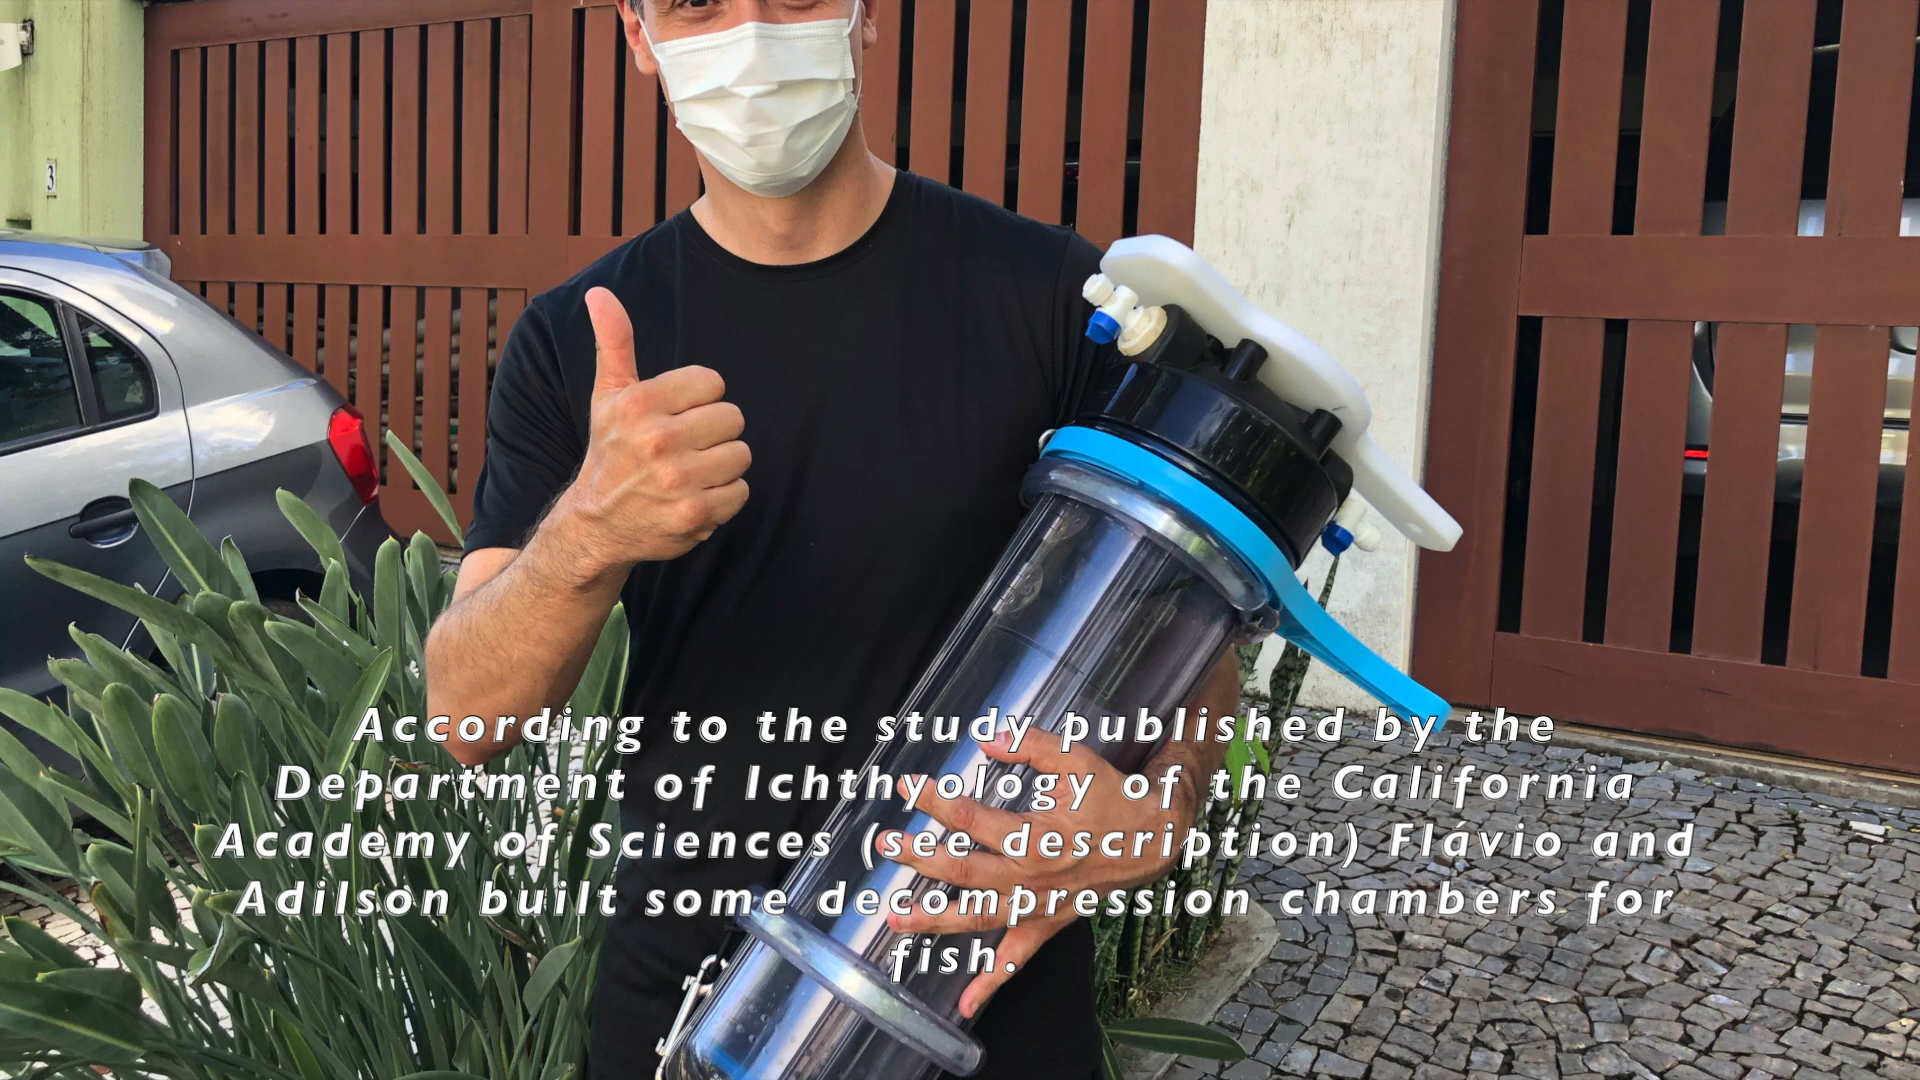 3
According to the study published by the
Department of Ichthyology of the California
Academy of Sciences (see description) Flávio and
Adilson built some decompression chambers for
fish.